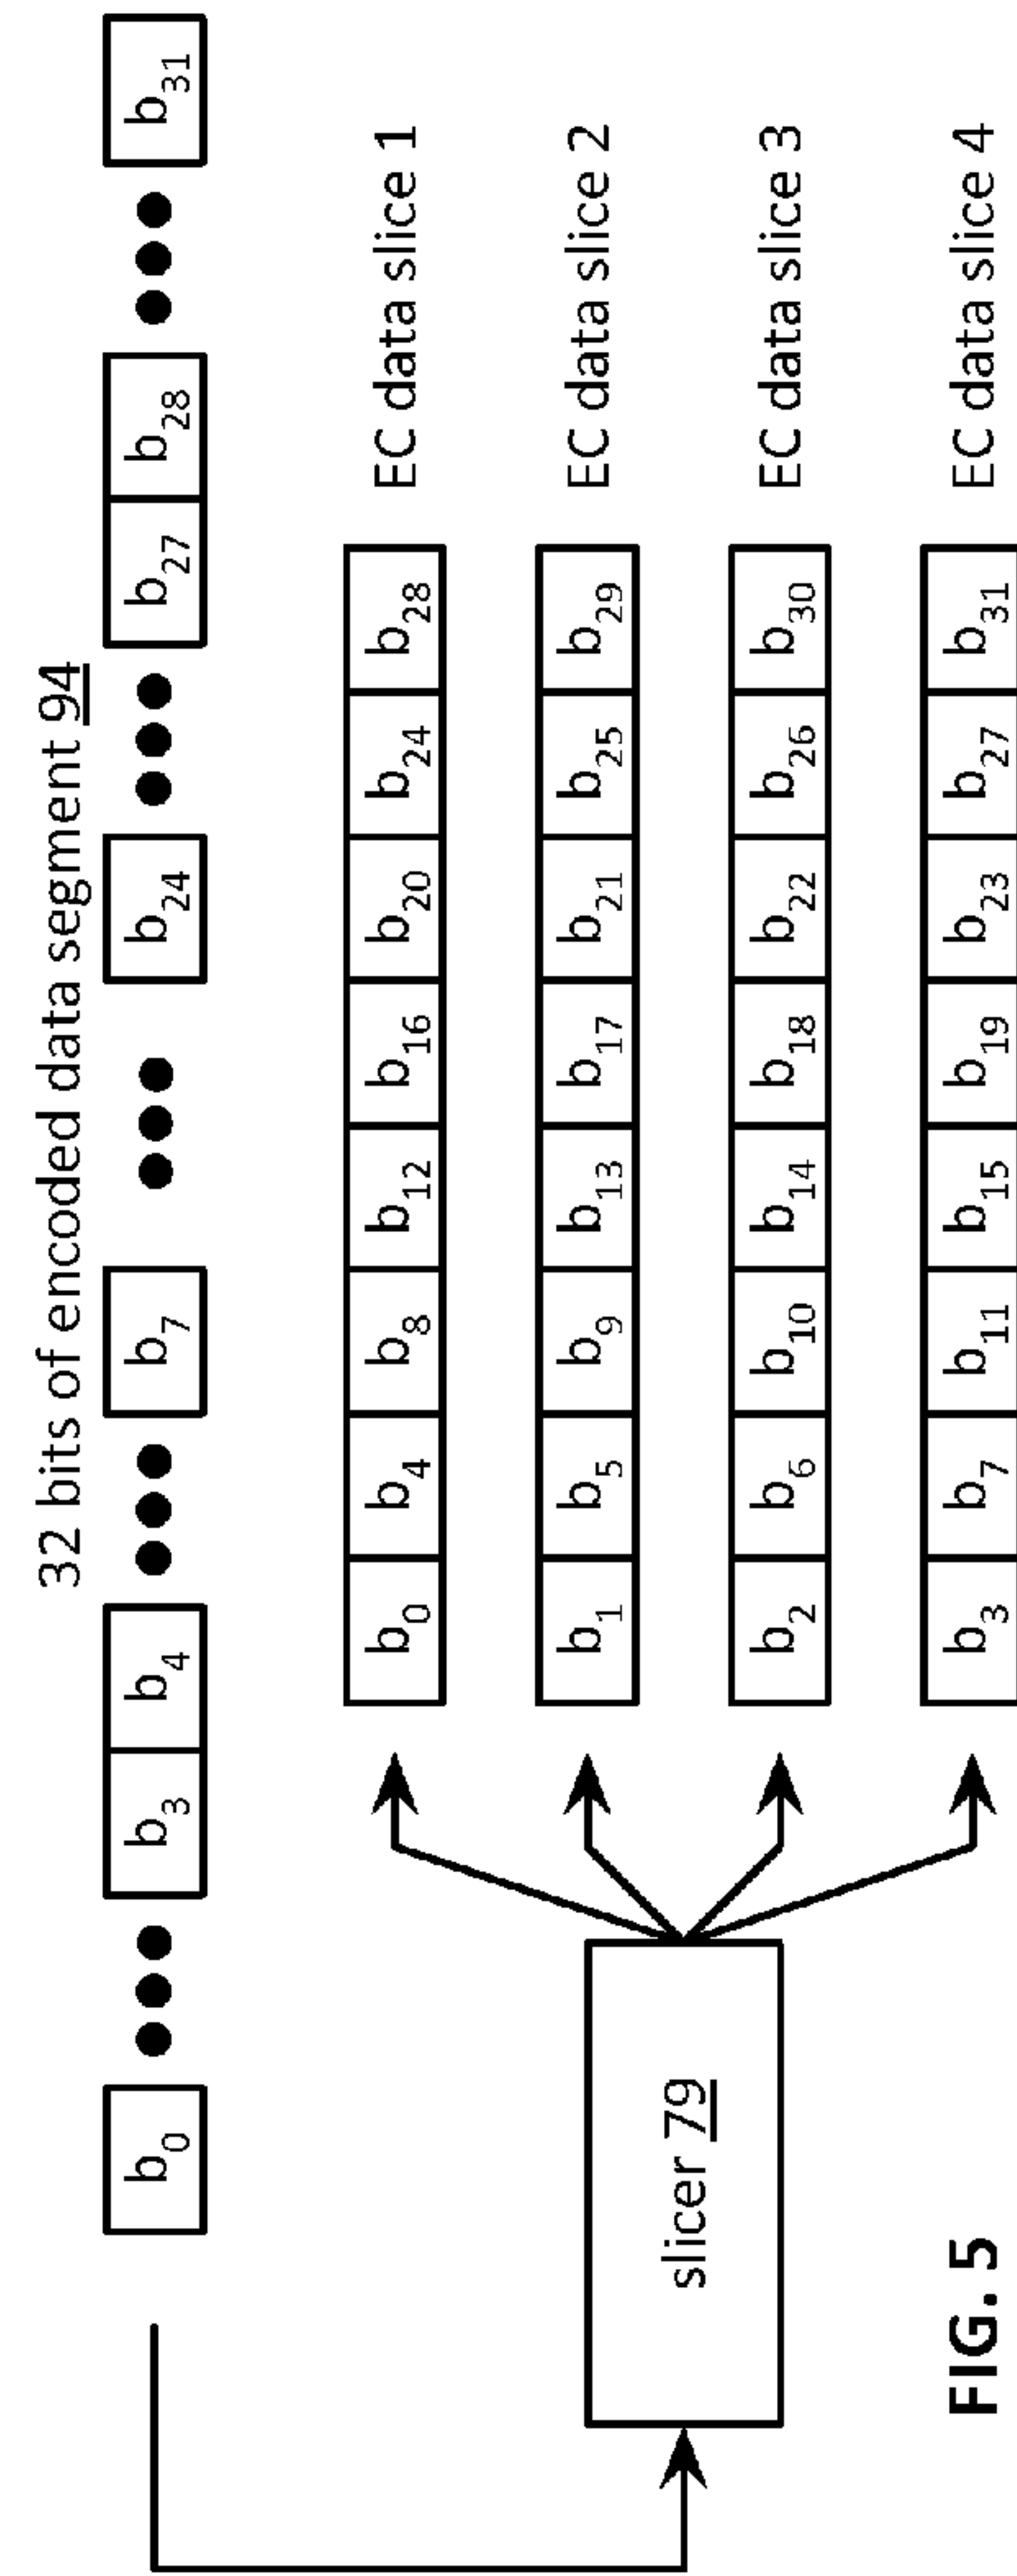 32 bits of encoded data segment 94
b0 ●●● b3 b4 ●●● b7 ●●● b24 ●●● b27 b28 ●●● b31
b0 b4 b8 b12 b16 b20 b24 b28 EC data slice 1
b1 b5 b9 b13 b17 b21 b25 b29 EC data slice 2
slicer 79
b2 b6 b10 b14 b18 b22 b26 b30 EC data slice 3
b3 b7 b11 b15 b19 b23 b27 b31 EC data slice 4
FIG. 5